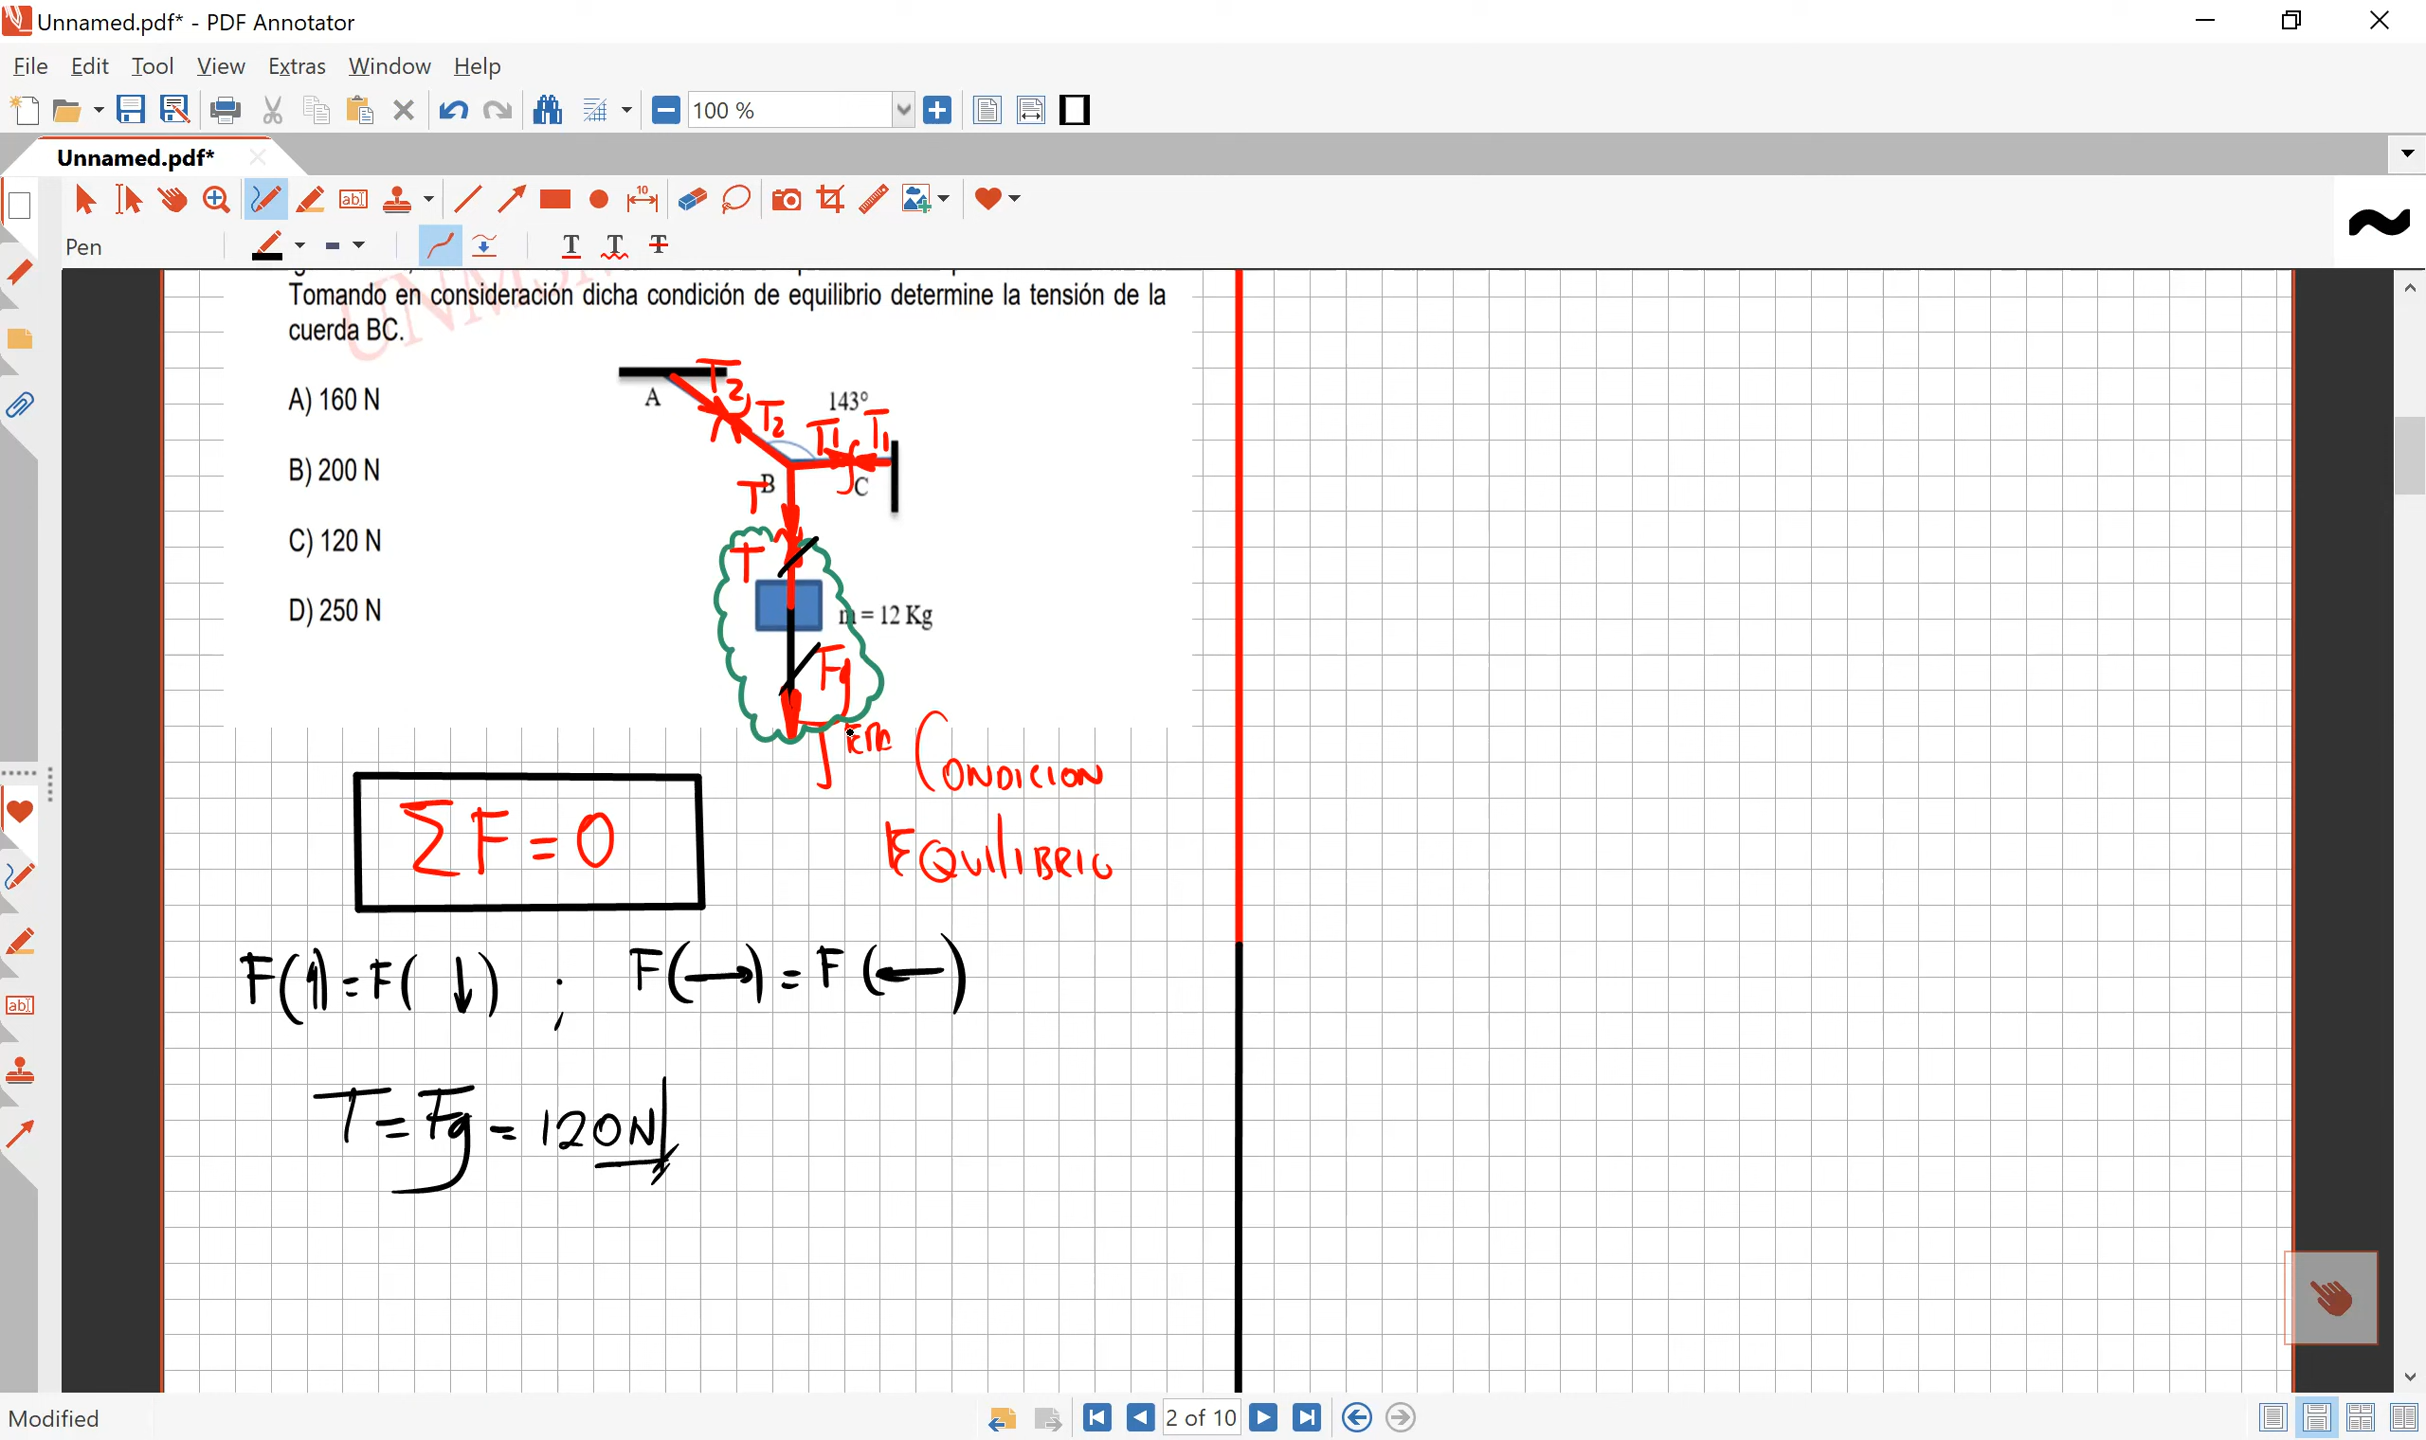 Unnamed.pdf* - PDF Annotator
File Edit Tool View Extras Window Help
100 %
Unnamed.pdf*
Pen
Tomando en consideración dicha condición de equilibrio determine la tensión de la
cuerda BC.
A) 160 N
B) 200 N
C) 120 N
D) 250 N
T2
A
143°
T2
T1
T1
B
C
T
T
m = 12 Kg
Fg
CONDICION
EQUILIBRIO
ΣF = 0
F(↑) = F(↓) ; F(→) = F(←)
T = Fg = 120N
Modified
2 of 10